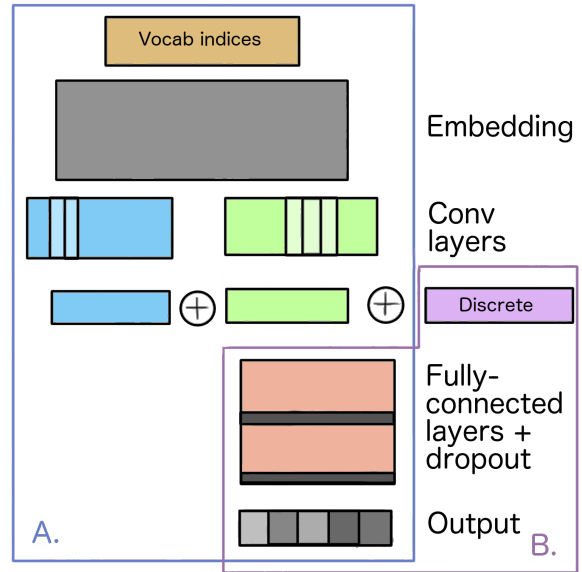 Vocab indices
Embedding
Conv
layers
Discrete
Fully-
connected
layers +
dropout
Output
A.
B.